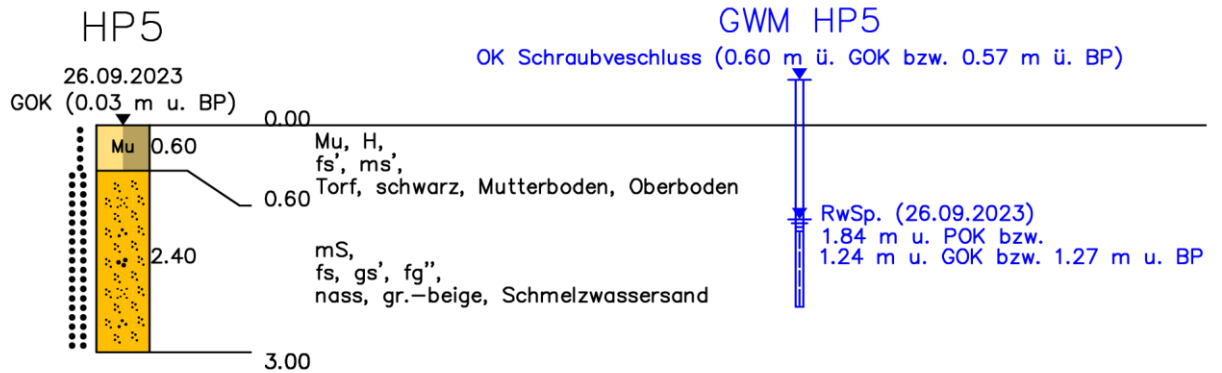 HP5
26.09.2023
GOK (0.03 m u. BP)
0.00
Mu
0.60
Mu, H,
fs', ms',
Torf, schwarz, Mutterboden, Oberboden
0.60
2.40
mS,
fs, gs', fg'',
nass, gr.-beige, Schmelzwassersand
3.00
GWM HP5
OK Schraubveschluss (0.60 m ü. GOK bzw. 0.57 m ü. BP)
RwSp. (26.09.2023)
1.84 m u. POK bzw.
1.24 m u. GOK bzw. 1.27 m u. BP